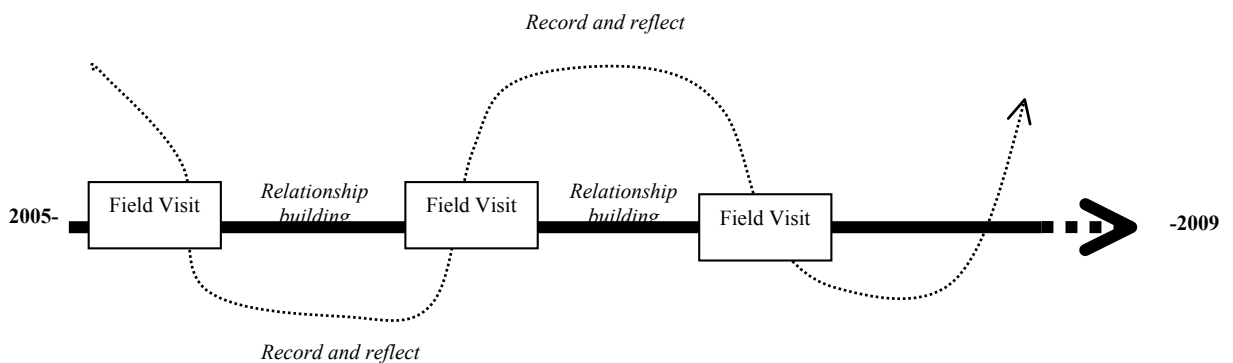 Record and reflect
2005-
Field Visit
Relationship
building
Field Visit
Relationship
building
Field Visit
-2009
Record and reflect